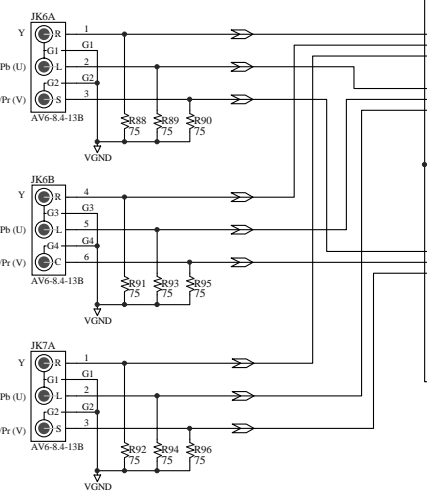 JK6A
Y
R
1
G1
G1
Pb (U)
L
2
G2
G2
/Pr (V)
S
3
AV6-8.4-13B
R88
75
R89
75
R90
75
VGND
JK6B
Y
R
4
G3
G3
Pb (U)
L
5
G4
G4
/Pr (V)
C
6
AV6-8.4-13B
R91
75
R93
75
R95
75
VGND
JK7A
Y
R
1
G1
G1
Pb (U)
L
2
G2
G2
/Pr (V)
S
3
AV6-8.4-13B
R92
75
R94
75
R96
75
VGND